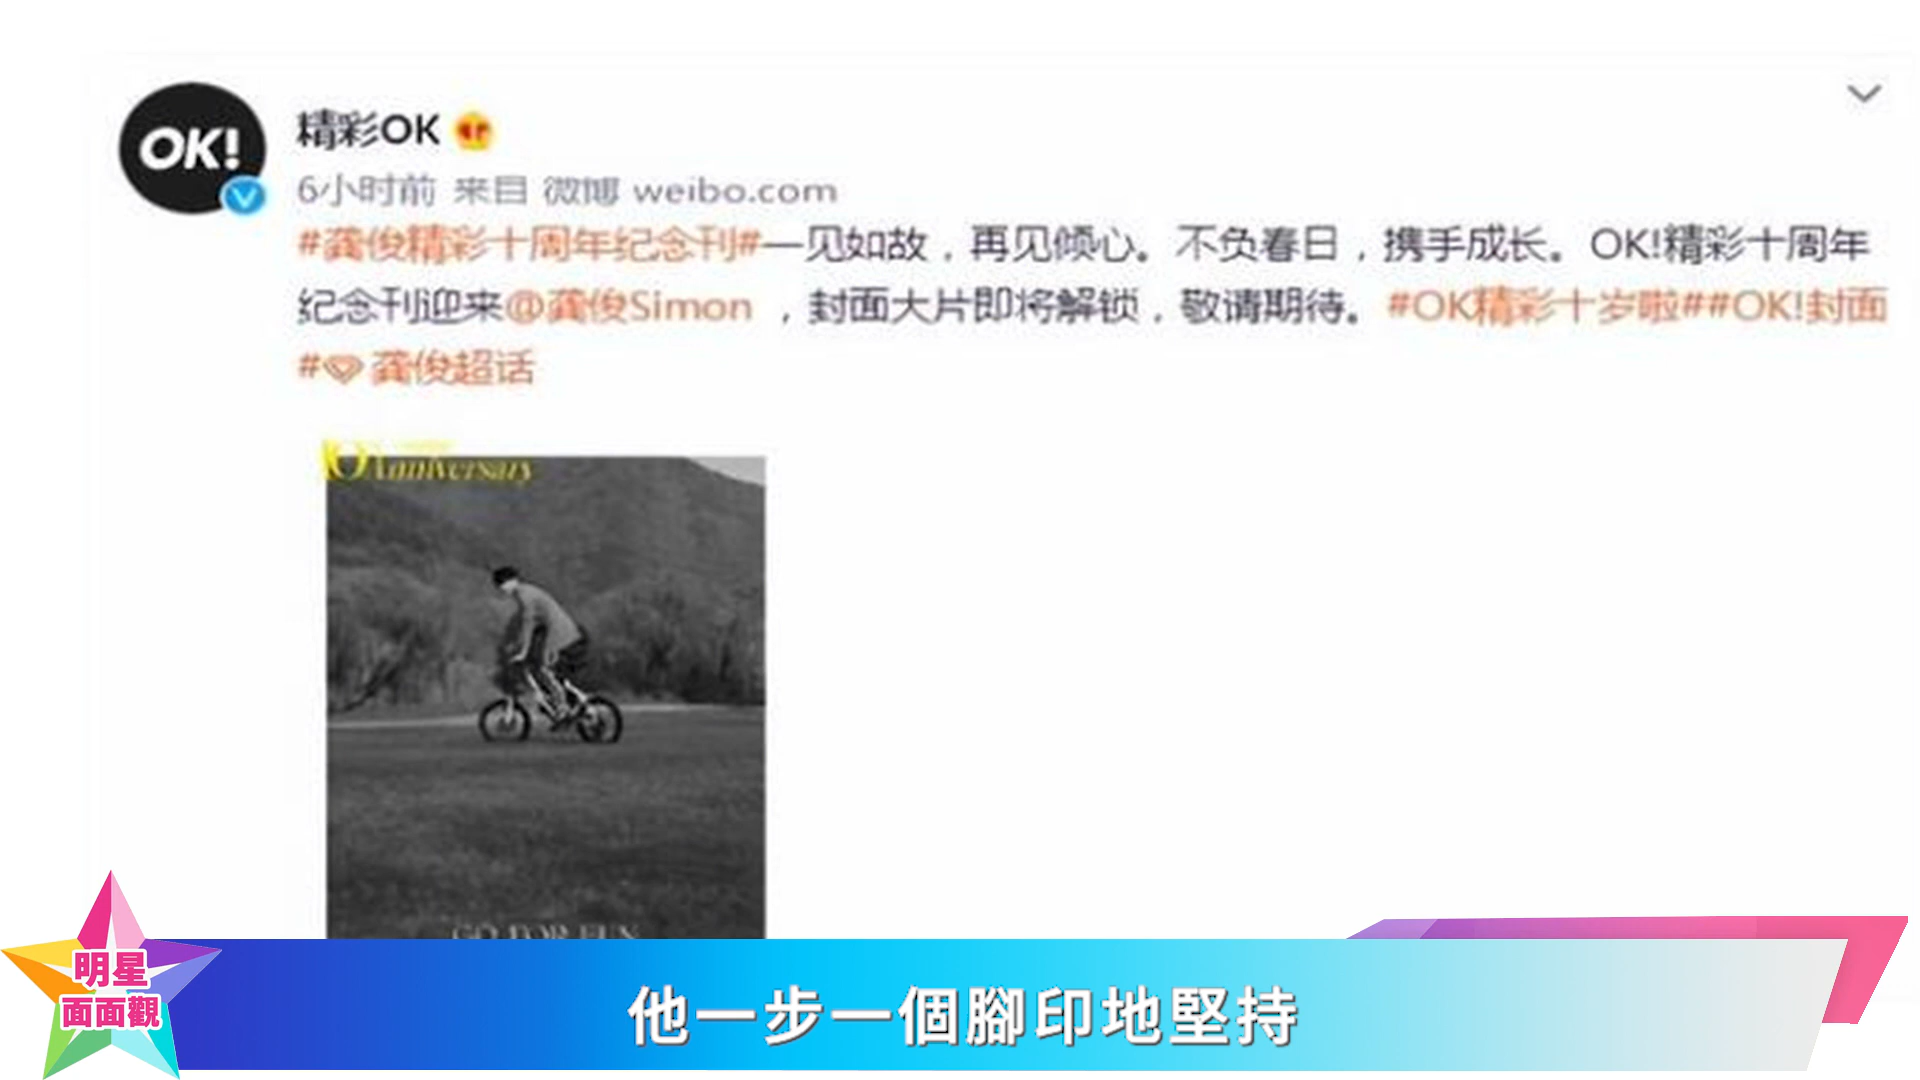 OK!
精彩OK
6小时前 来自 微博 weibo.com
#龚俊精彩十周年纪念刊#一见如故，再见倾心。不负春日，携手成长。OK!精彩十周年
纪念刊迎来@龚俊Simon ，封面大片即将解锁，敬请期待。#OK精彩十岁啦##OK!封面
#龚俊超话
10 Anniversary
GO FOR FUN
明星
面面觀
他一步一個腳印地堅持